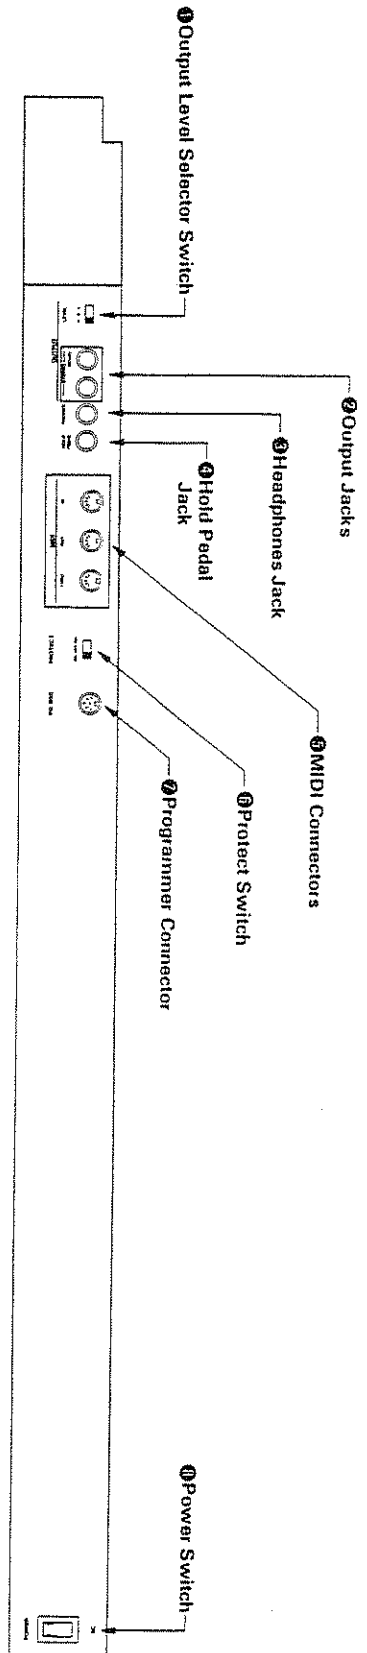 ❶Output Level Selector Switch
❷Output Jacks
❸Headphones Jack
❹Hold Pedal
Jack
❺MIDI Connectors
❻Protect Switch
❼Programmer Connector
❽Power Switch